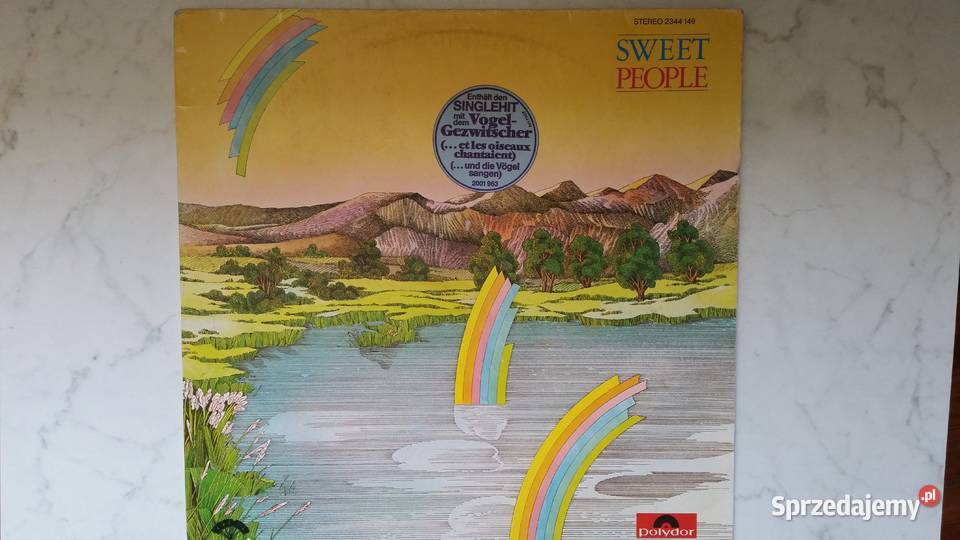 STEREO 2344 149
SWEET
PEOPLE
Enthält den
SINGLEHIT
mit dem Vogel-
Gezwitscher
(... et les oiseaux
chantaient)
(... und die Vögel
sangen)
2001 963
polydor
Sprzedajemy.pl